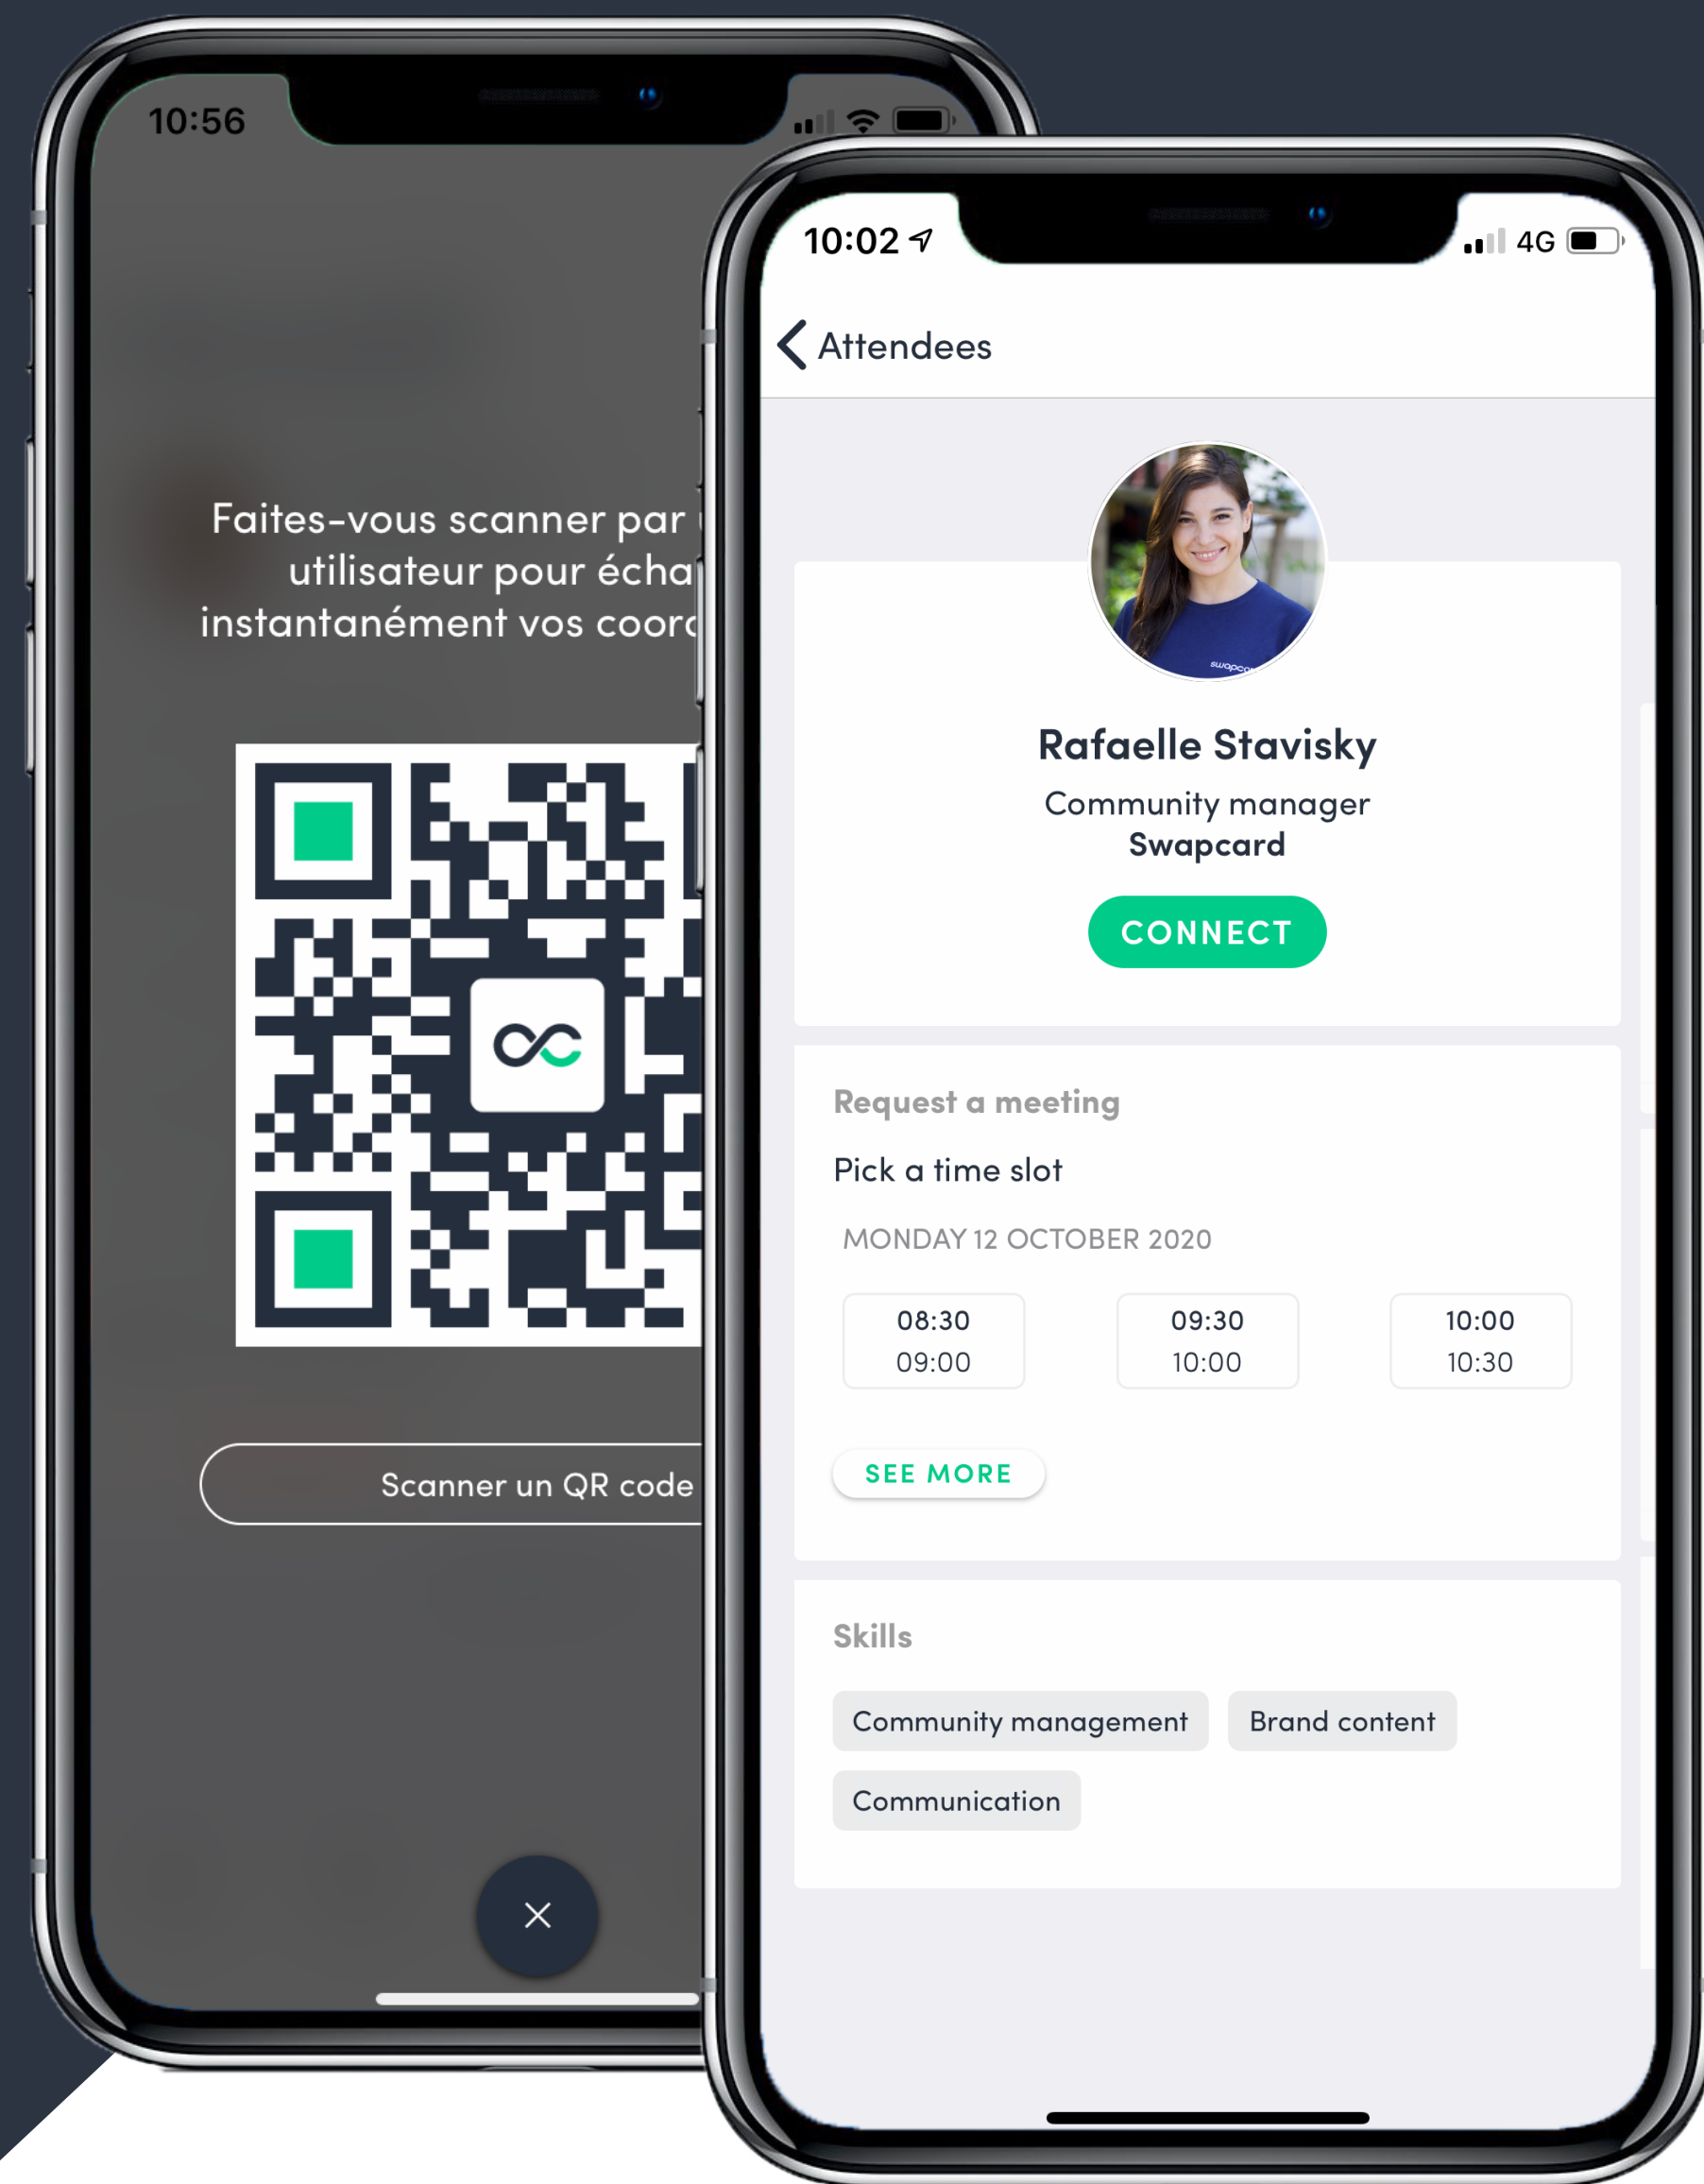 10:56
Faites-vous scanner par
utilisateur pour
instantanément vos
Scanner un QR code
10:02
4G
Attendees
Rafaelle Stavisky
Community manager
Swapcard
CONNECT
Request a meeting
Pick a time slot
MONDAY 12 OCTOBER 2020
08:30 09:30 10:00
09:00 10:00 10:30
SEE MORE
Skills
Community management Brand content
Communication